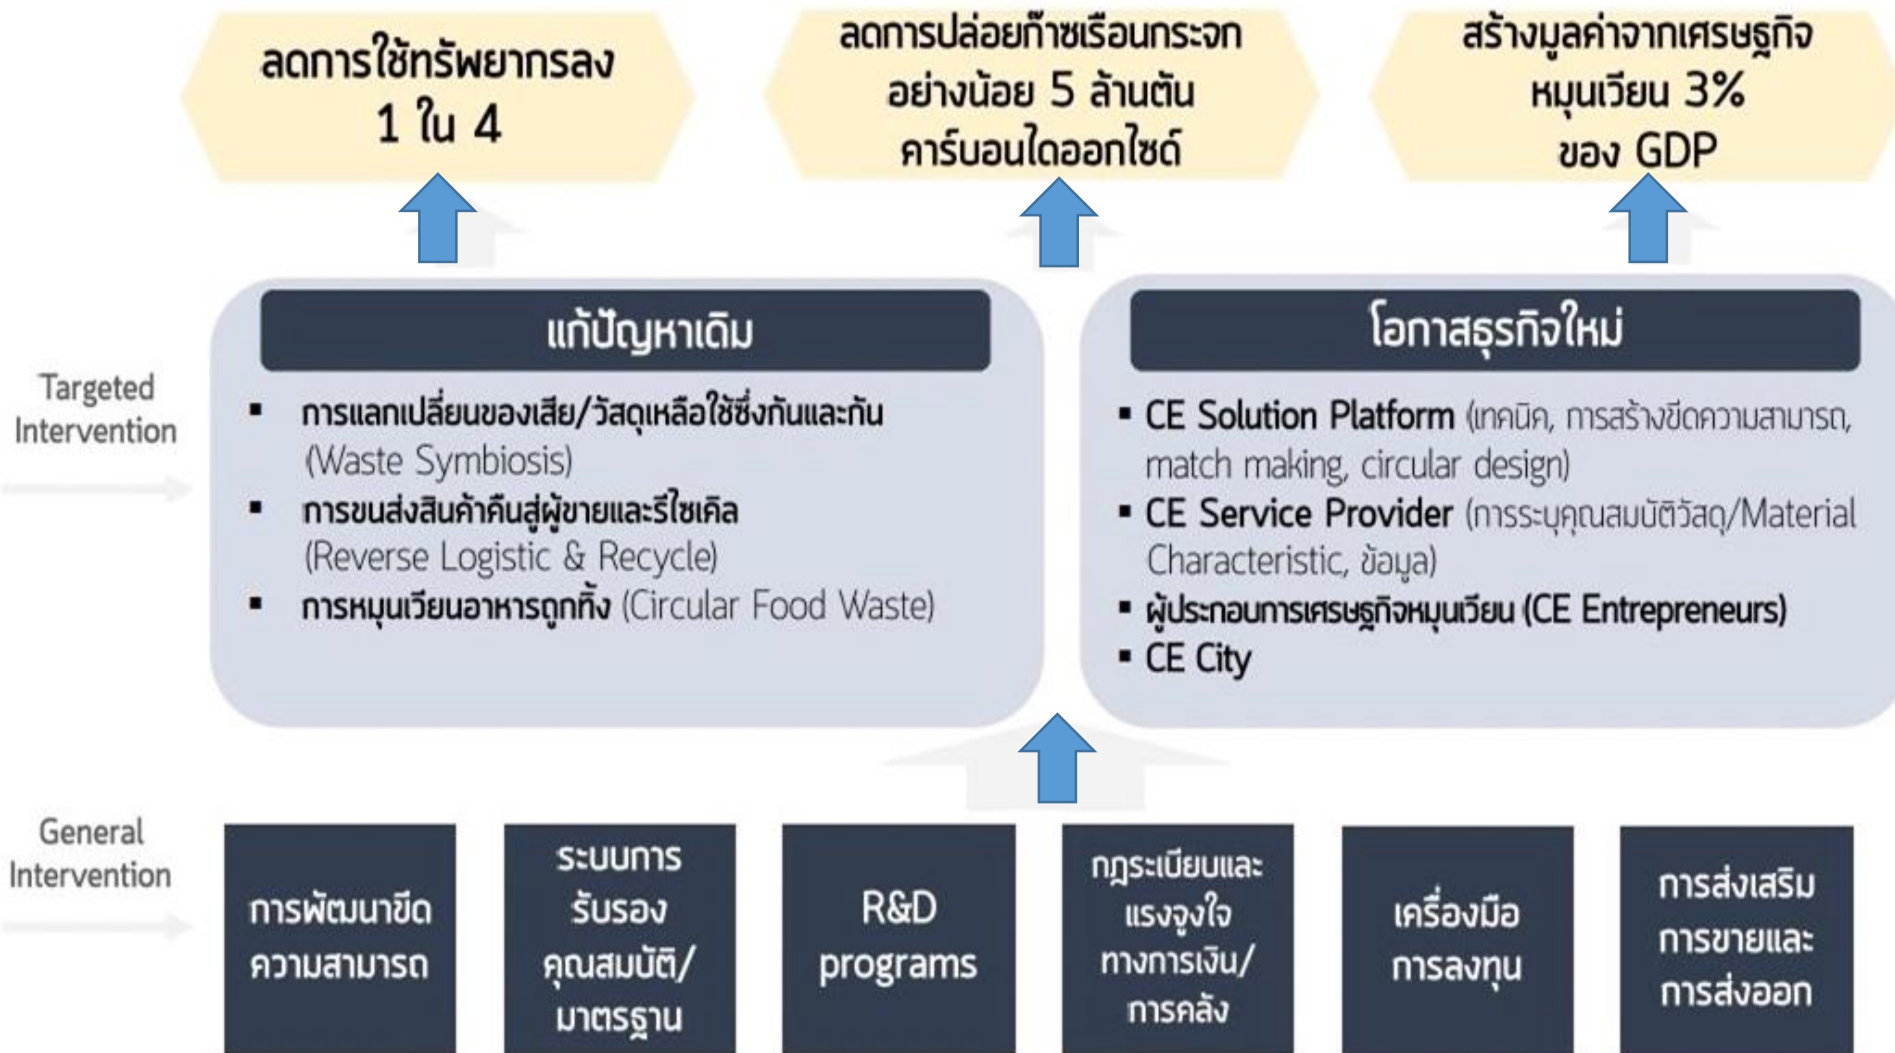 ลดการใช้ทรัพยากรลง
1 ใน 4
ลดการปล่อยก๊าซเรือนกระจก
อย่างน้อย 5 ล้านตัน
คาร์บอนไดออกไซด์
สร้างมูลค่าจากเศรษฐกิจ
หมุนเวียน 3%
ของ GDP
Targeted
Intervention
แก้ปัญหาเดิม
▪ การแลกเปลี่ยนของเสีย/วัสดุเหลือใช้ซึ่งกันและกัน
(Waste Symbiosis)
▪ การขนส่งสินค้าคืนสู่ผู้ขายและรีไซเคิล
(Reverse Logistic & Recycle)
▪ การหมุนเวียนอาหารถูกทิ้ง (Circular Food Waste)
โอกาสธุรกิจใหม่
▪ CE Solution Platform (เทคนิค, การสร้างขีดความสามารถ,
match making, circular design)
▪ CE Service Provider (การระบุคุณสมบัติวัสดุ/Material
Characteristic, ข้อมูล)
▪ ผู้ประกอบการเศรษฐกิจหมุนเวียน (CE Entrepreneurs)
▪ CE City
General
Intervention
การพัฒนาขีด
ความสามารถ
ระบบการ
รับรอง
คุณสมบัติ/
มาตรฐาน
R&D
programs
กฎระเบียบและ
แรงจูงใจ
ทางการเงิน/
การคลัง
เครื่องมือ
การลงทุน
การส่งเสริม
การขายและ
การส่งออก